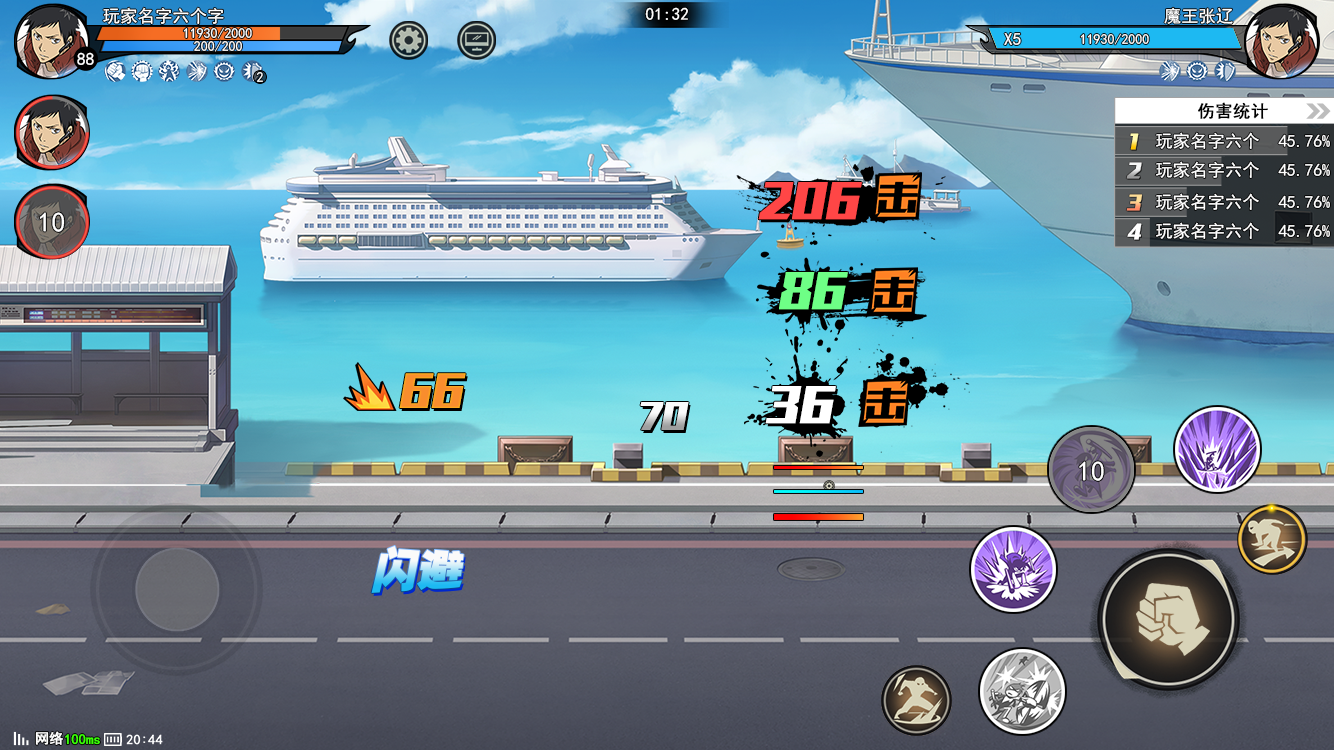 玩家名字六个字
11930/2000
200/200
88
2
10
01:32
魔王张辽
X5
11930/2000
伤害统计
1 玩家名字六个 45.76%
2 玩家名字六个 45.76%
3 玩家名字六个 45.76%
4 玩家名字六个 45.76%
206 击
86 击
66
70
36 击
10
闪避
网络100ms 20:44